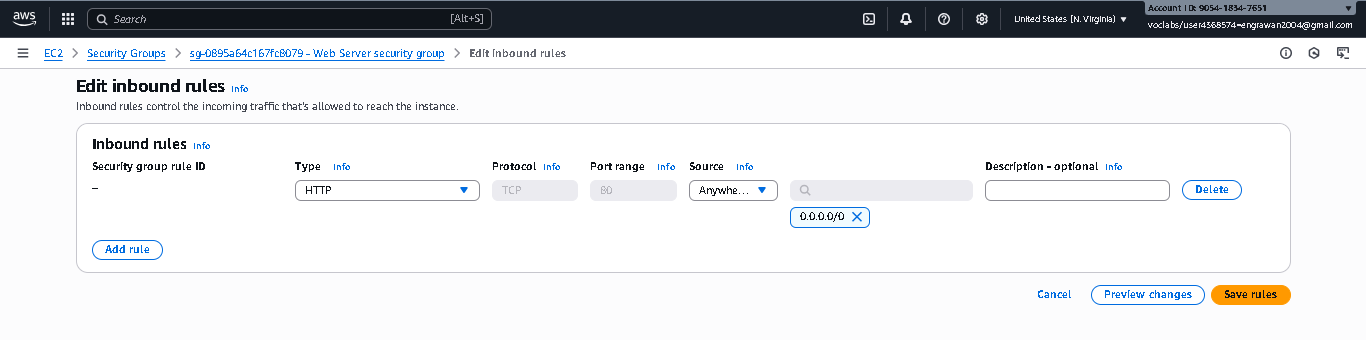 aws
Search [Alt+S]
United States (N. Virginia)
Account ID: 9054-1834-7651
voclabs/user4368574=engrawan2004@gmail.com
EC2 > Security Groups > sg-0895a64c167fc8079 - Web Server security group > Edit inbound rules
Edit inbound rules Info
Inbound rules control the incoming traffic that's allowed to reach the instance.
Inbound rules Info
Security group rule ID Type Info Protocol Info Port range Info Source Info Description - optional Info
– HTTP TCP 80 Anywhe... Delete
0.0.0.0/0
Add rule
Cancel Preview changes Save rules